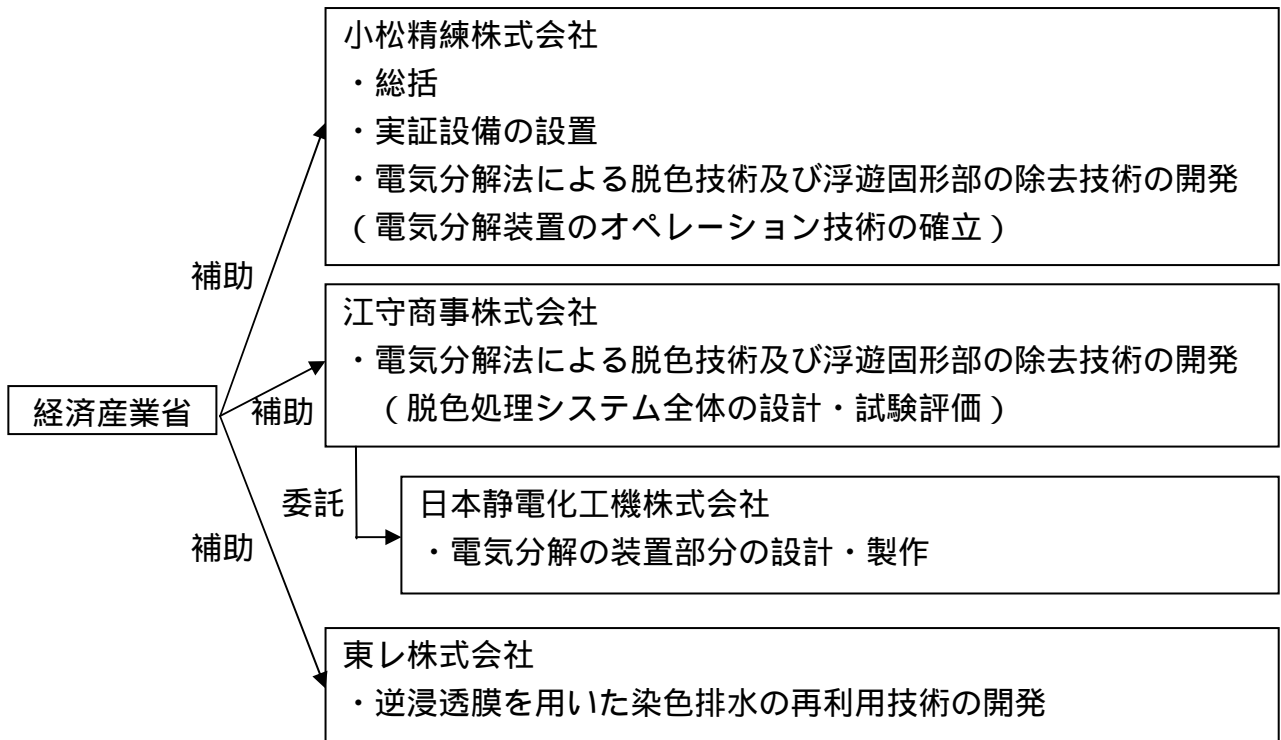 小松精練株式会社
・総括
・実証設備の設置
・電気分解法による脱色技術及び浮遊固形部の除去技術の開発
（電気分解装置のオペレーション技術の確立）
補助
江守商事株式会社
・電気分解法による脱色技術及び浮遊固形部の除去技術の開発
（脱色処理システム全体の設計・試験評価）
経済産業省
補助
委託
日本静電化工機株式会社
・電気分解の装置部分の設計・製作
補助
東レ株式会社
・逆浸透膜を用いた染色排水の再利用技術の開発